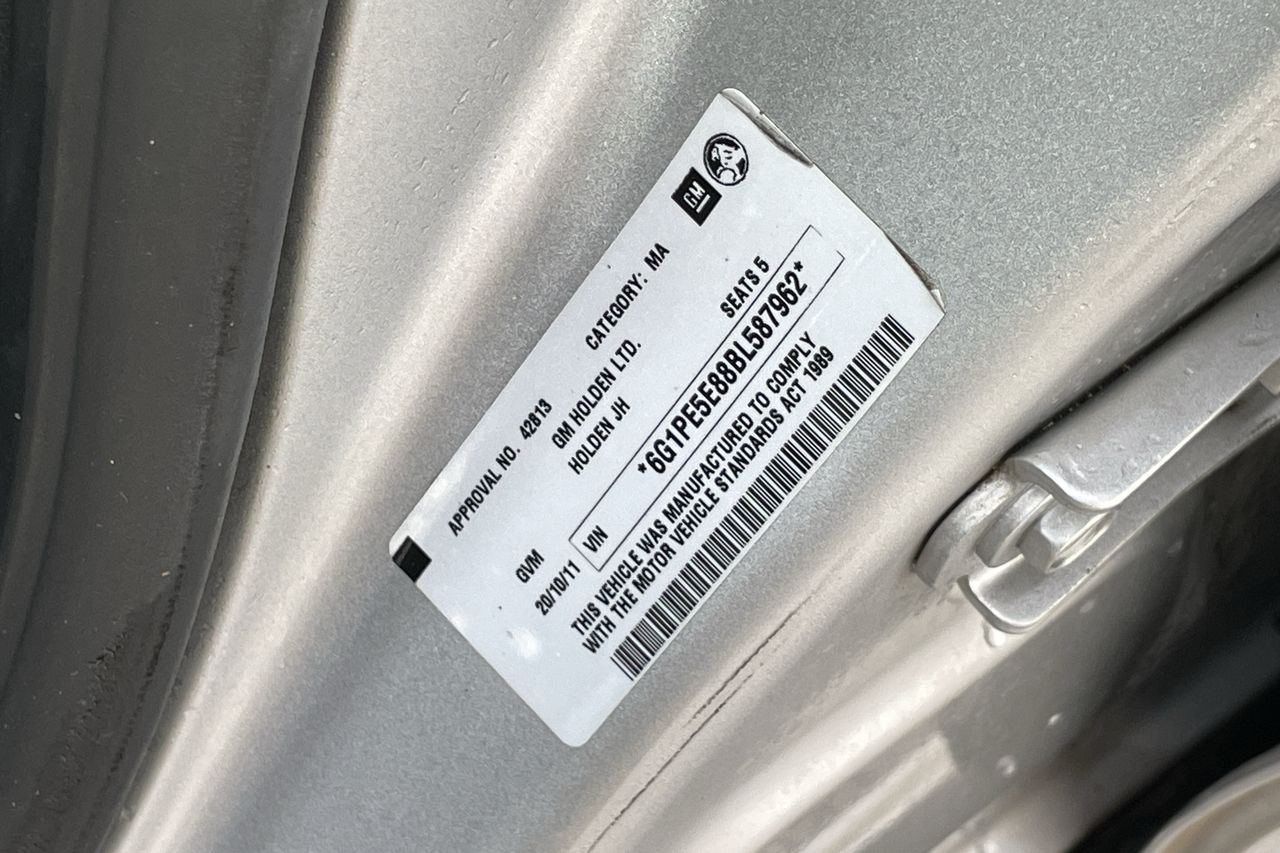 GM
APPROVAL NO. 42813 CATEGORY: MA
GM HOLDEN LTD.
HOLDEN JH
GVM SEATS 5
20/10/11 VIN *6G1PE5E88BL587962*
THIS VEHICLE WAS MANUFACTURED TO COMPLY
WITH THE MOTOR VEHICLE STANDARDS ACT 1989